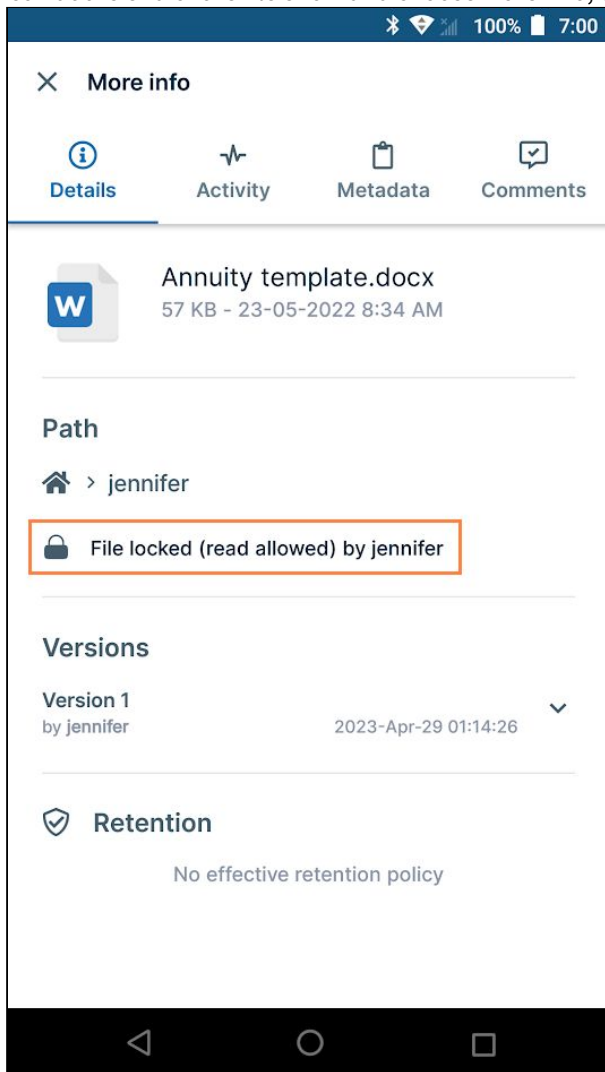 100% 7:00
More info
Details Activity Metadata Comments
W
Annuity template.docx
57 KB - 23-05-2022 8:34 AM
Path
> jennifer
File locked (read allowed) by jennifer
Versions
Version 1
by jennifer 2023-Apr-29 01:14:26
Retention
No effective retention policy